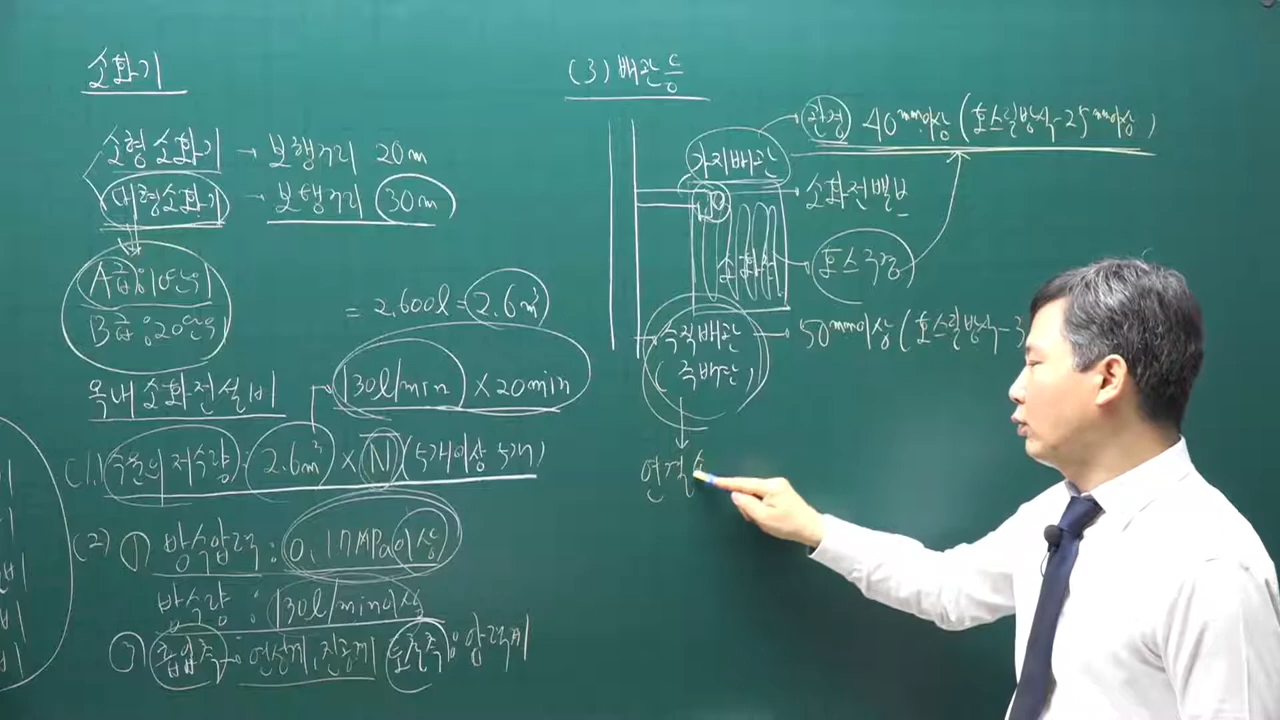 소화기
소형소화기 → 보행거리 20m
대형소화기 → 보행거리 30m
A급:10단위
B급:20단위
= 2.600l = 2.6㎥
130l/min × 20min
옥내소화전설비
(1) 수원의 저수량: 2.6㎥ × N (5개이상 5개)
(2) ① 방수압력 : 0.17MPa이상
방수량 : 130l/min이상
② 흡입측 : 연성계, 진공계 토출측 : 압력계
(3) 배관등
관경 40mm이상 (호스릴방식-25mm이상)
가지배관
소화전밸브
호스구경
수직배관 50mm이상 (호스릴방식-3
(주배관)
연결